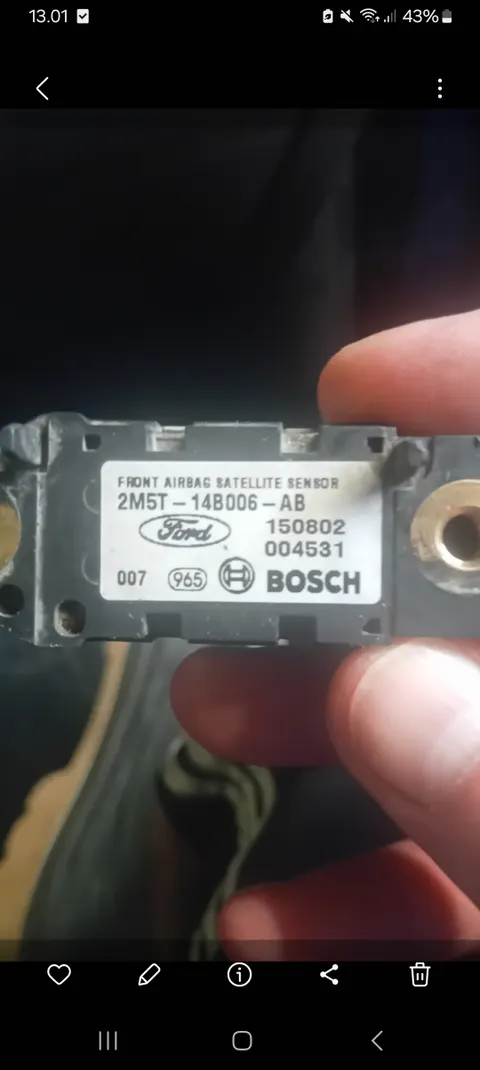 13.01
43%
FRONT AIRBAG SATELLITE SENSOR
2M5T-14B006-AB
Ford
150802
004531
007
965
BOSCH